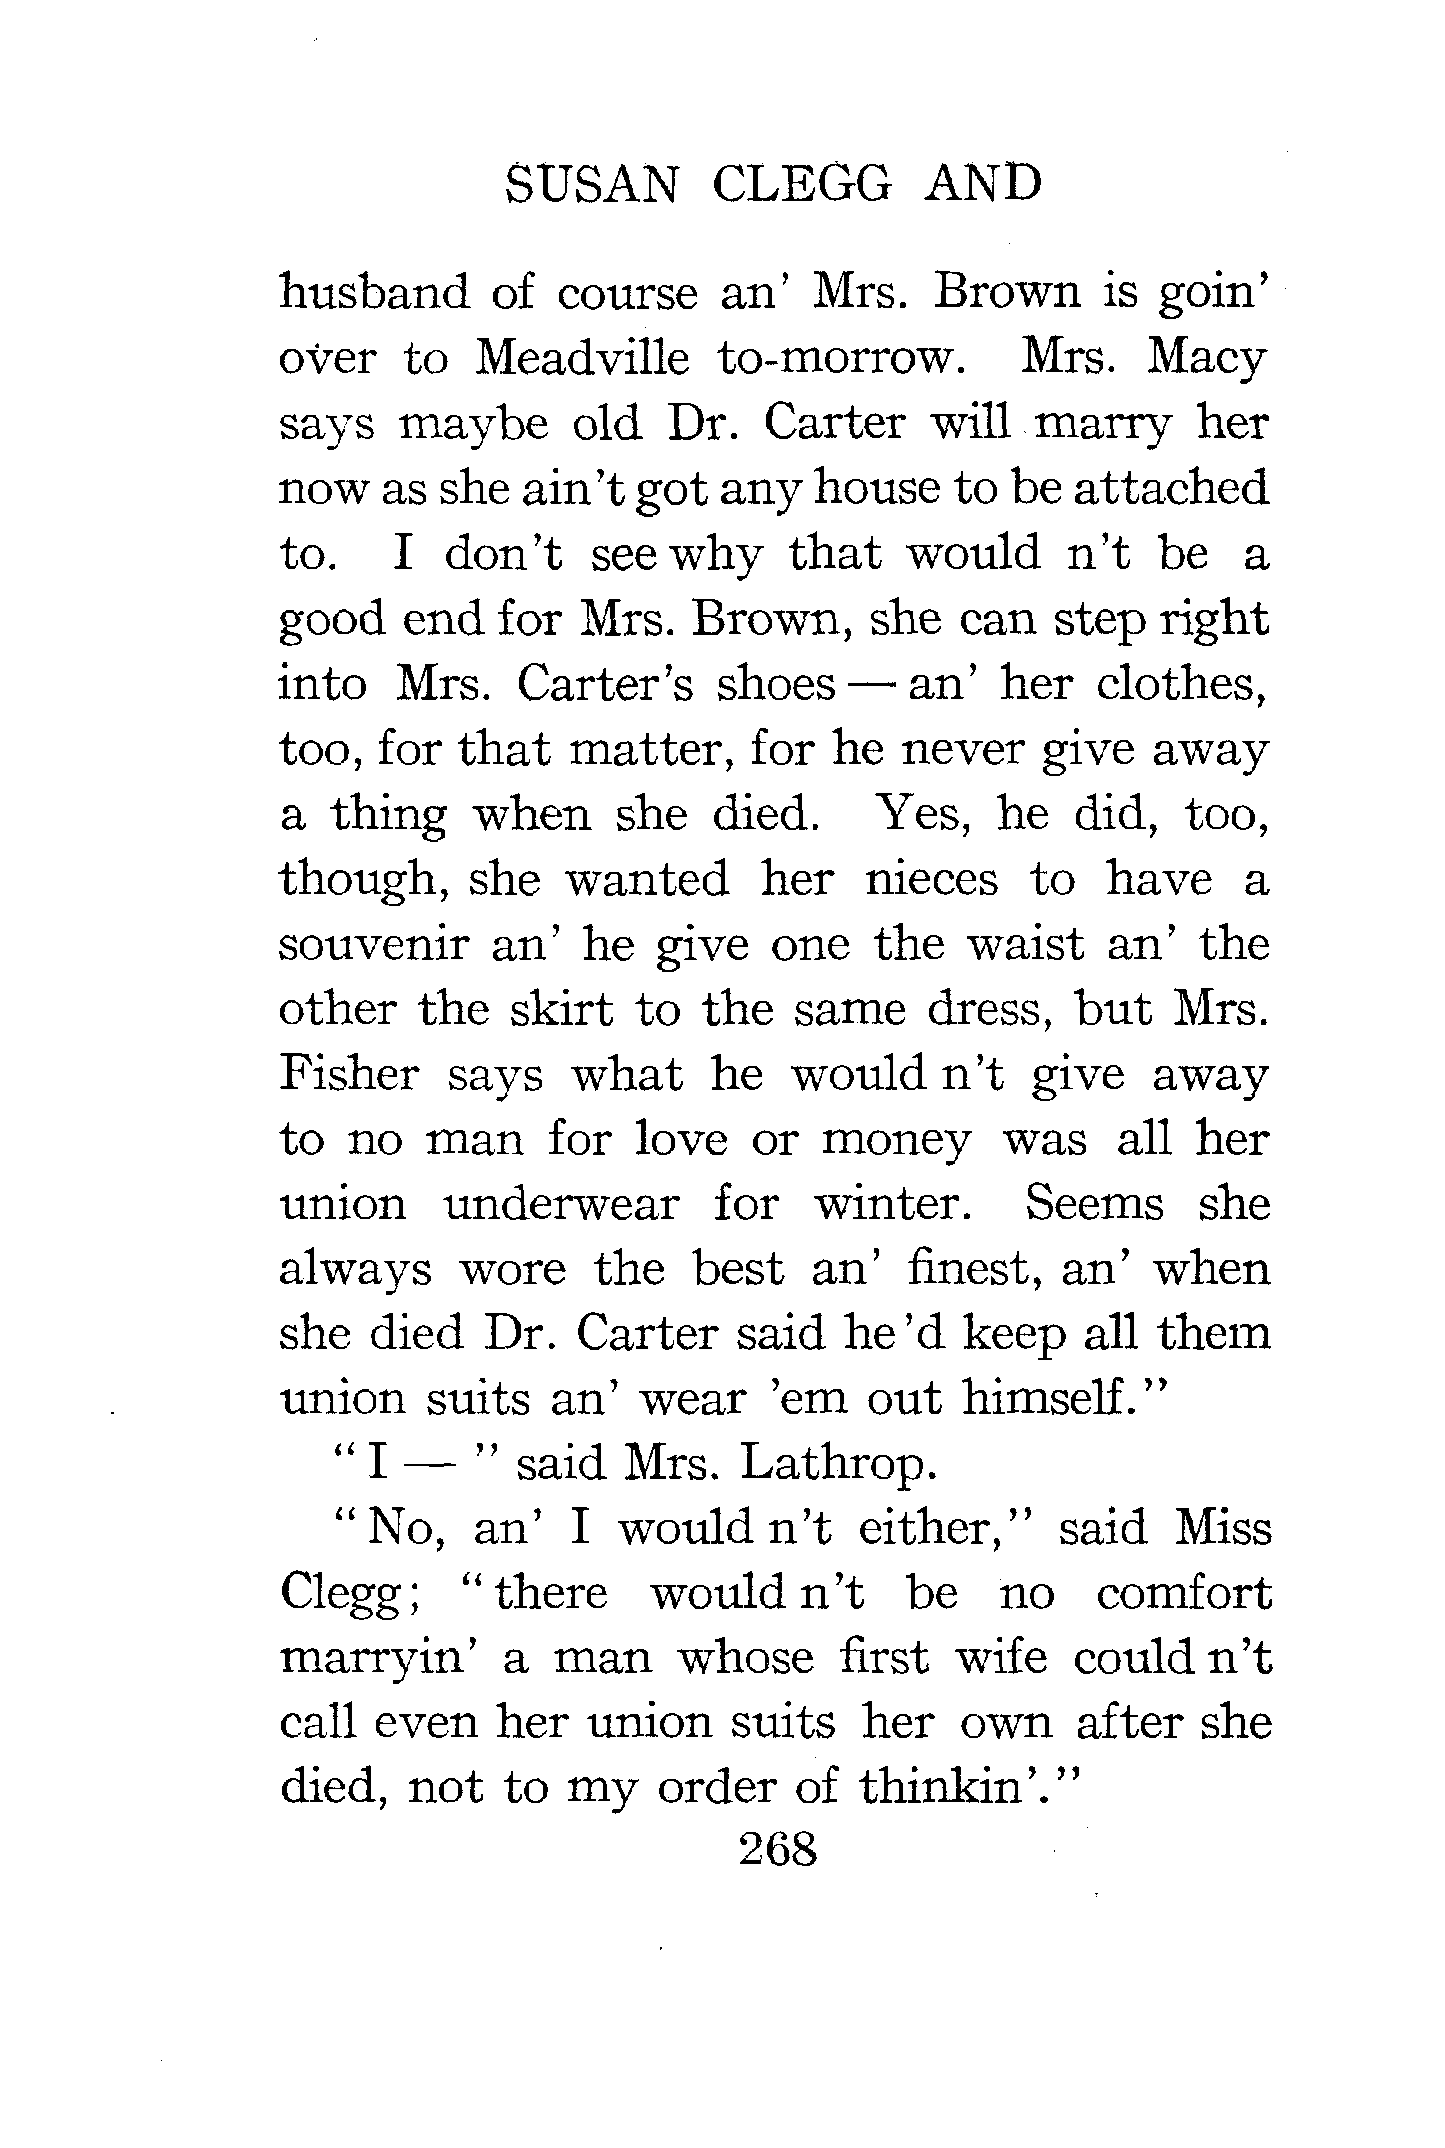 SUSAN CLEGG AND
husband of course an' Mrs. Brown is goin'
over to Meadville to-morrow. Mrs. Macy
says maybe old Dr. Carter will marry her
now as she ain't got any house to be attached
to. I don't see why that would n't be a
good end for Mrs. Brown, she can step right
into Mrs. Carter's shoes — an' her clothes,
too, for that matter, for he never give away
a thing when she died. Yes, he did, too,
though, she wanted her nieces to have a
souvenir an' he give one the waist an' the
other the skirt to the same dress, but Mrs.
Fisher says what he would n't give away
to no man for love or money was all her
union underwear for winter. Seems she
always wore the best an' finest, an' when
she died Dr. Carter said he 'd keep all them
union suits an' wear 'em out himself."
"I — " said Mrs. Lathrop.
"No, an' I would n't either," said Miss
Clegg; "there would n't be no comfort
marryin' a man whose first wife could n't
call even her union suits her own after she
died, not to my order of thinkin'."
268